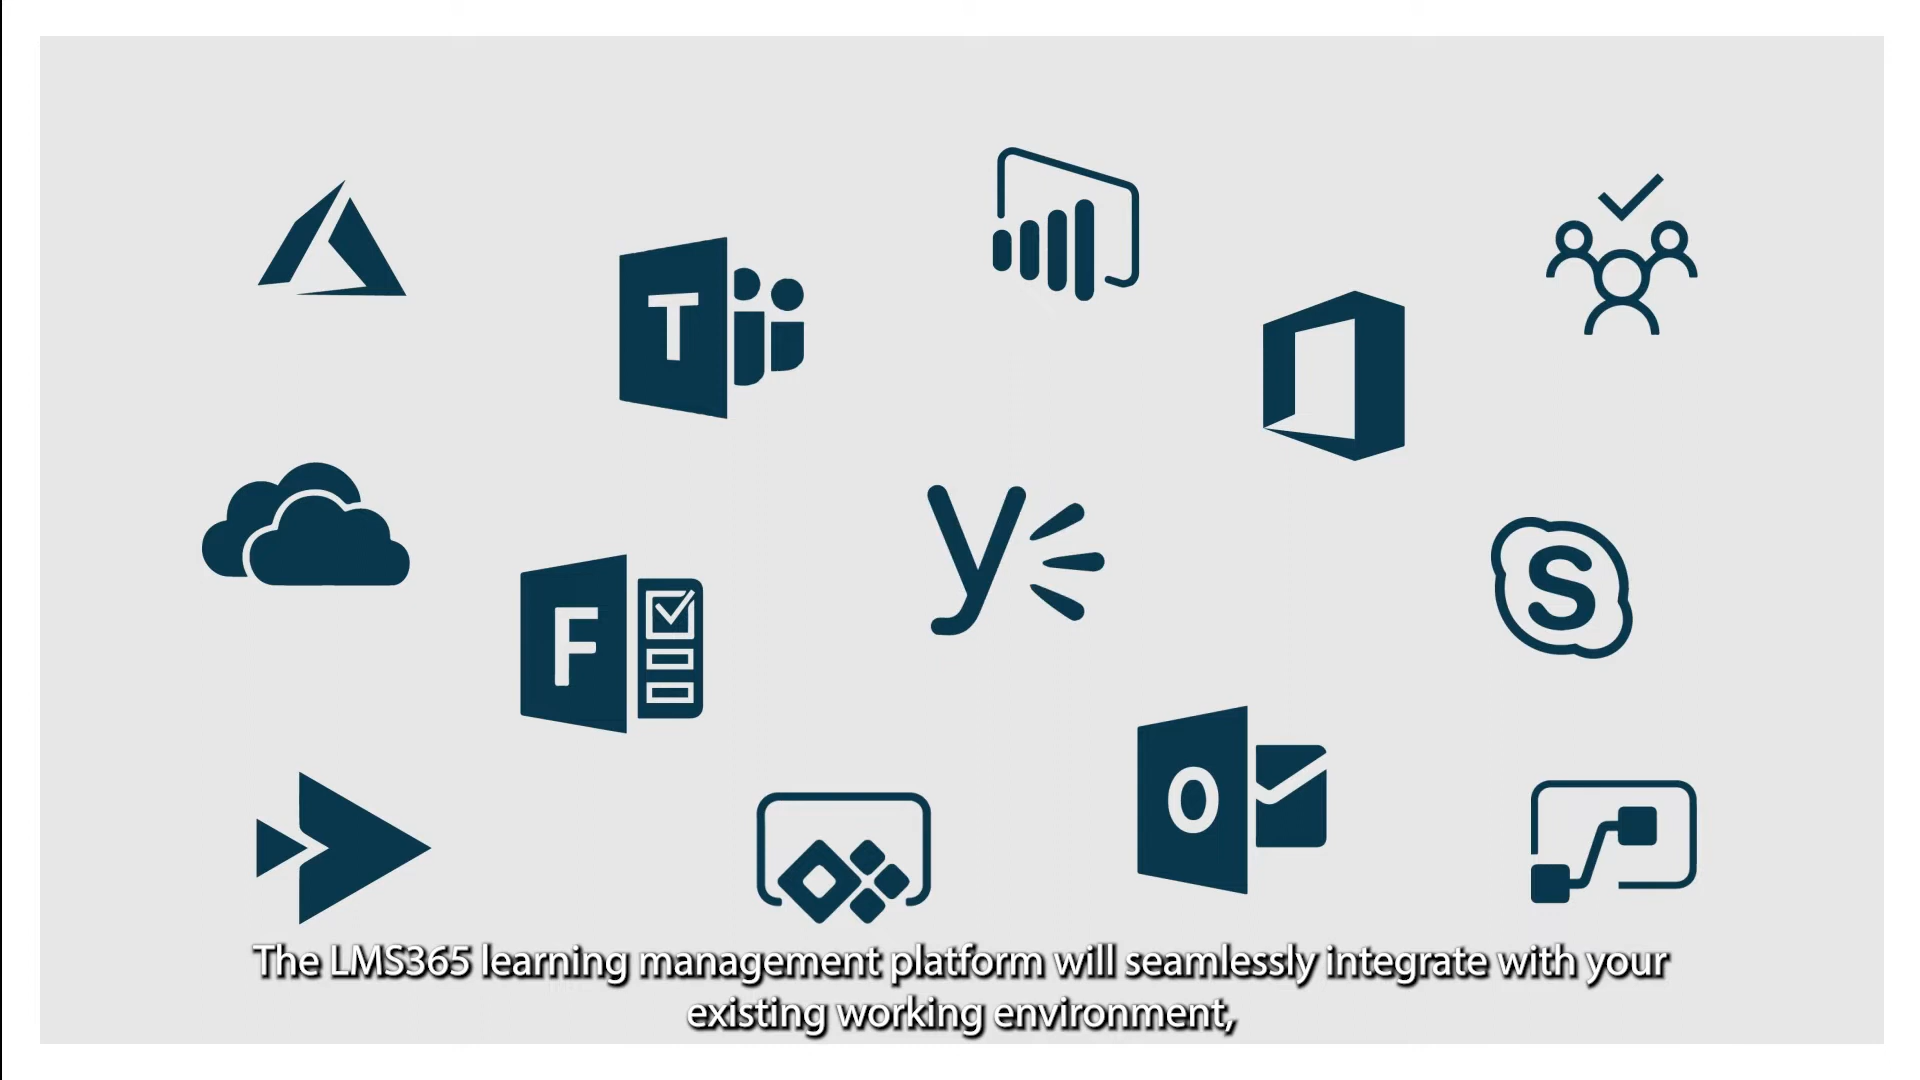 T
F
y
S
O
The LMS365 learning management platform will seamlessly integrate with your
existing working environment,